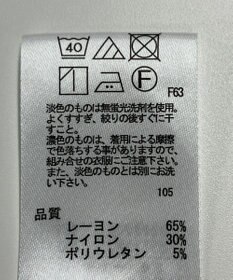 40
F
F63
淡色のものは無蛍光洗剤を使用。
よくすすぎ、絞りの後すぐに干
すこと。
濃色のものは、着用による摩擦
で色落ちする事がありますので、
組み合せの衣服にご注意下さい。
また、淡色のものとは別にお洗
い下さい。
105
品質
レーヨン 65%
ナイロン 30%
ポリウレタン 5%